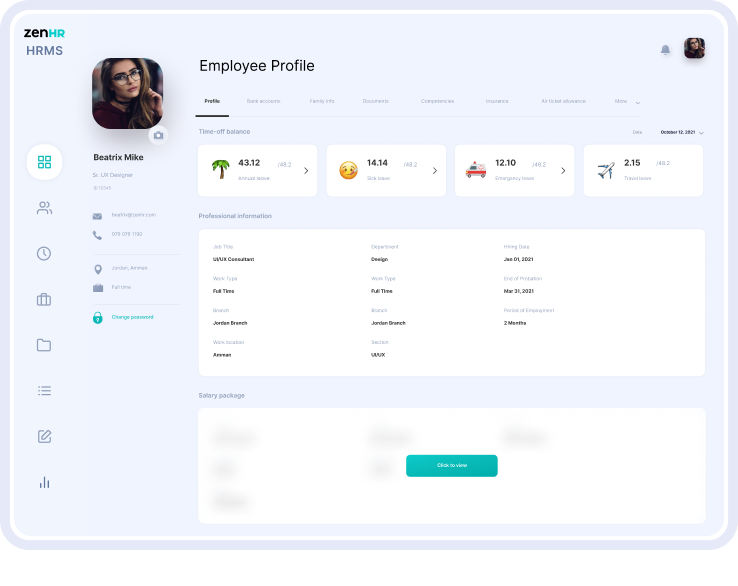 zenHR
HRMS
Employee Profile
Profile
Bank accounts
Family info
Documents
Competencies
Insurance
Air ticket allowance
More
Time-off balance
Date
October 12, 2021
43.12 /48.2
Annual leave
14.14 /48.2
Sick leave
12.10 /48.2
Emergency leave
2.15 /48.2
Travel leave
Beatrix Mike
Sr. UX Designer
ID 12345
beatrix@zenhr.com
079 079 1190
Jordan, Amman
Full time
Change password
Professional information
Job Title
UI/UX Consultant
Department
Design
Hiring Date
Jan 01, 2021
Work Type
Full Time
Work Type
Full Time
End of Probation
Mar 31, 2021
Branch
Jordan Branch
Branch
Jordan Branch
Period of Employment
2 Months
Work location
Amman
Section
UI/UX
Salary package
Click to view